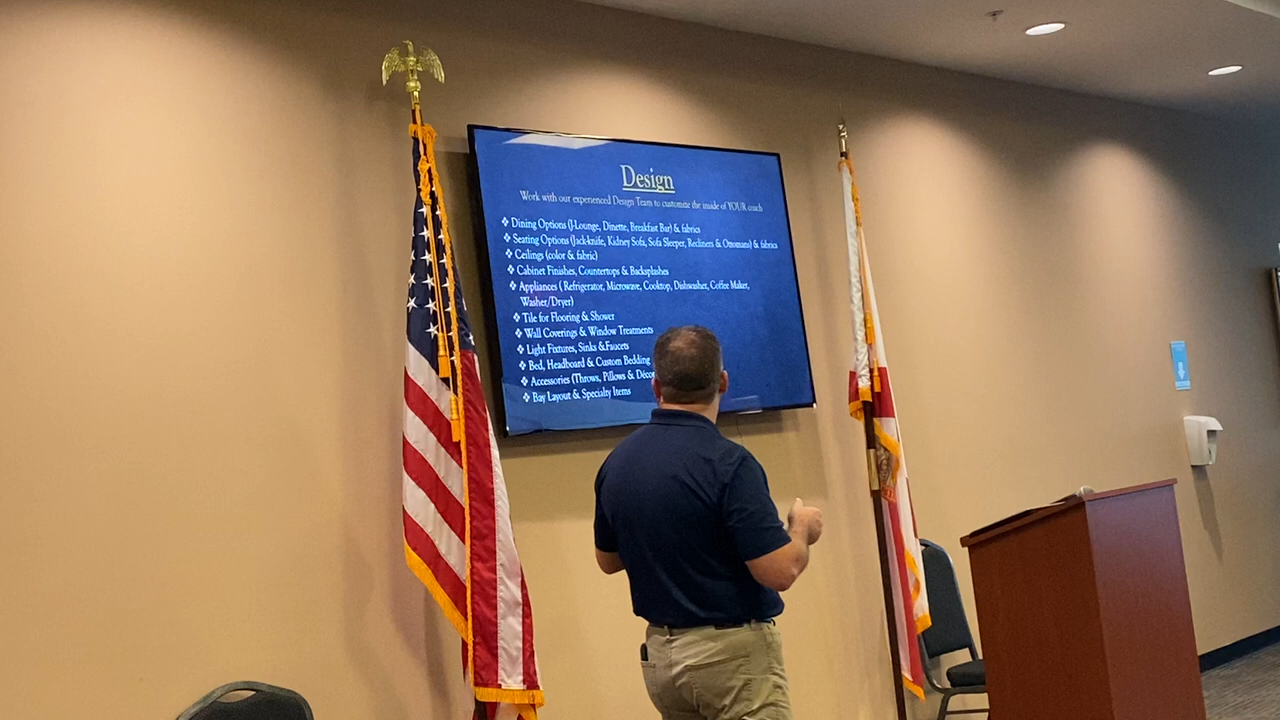 Design
Work with our experienced Design Team to customize the inside of YOUR coach
❖ Dining Options (J-Lounge, Dinette, Breakfast Bar) & fabrics
❖ Seating Options (Jack-knife, Kidney Sofa, Sofa Sleeper, Recliners & Ottomans) & fabrics
❖ Ceilings (color & fabric)
❖ Cabinet Finishes, Countertops & Backsplashes
❖ Appliances ( Refrigerator, Microwave, Cooktop, Dishwasher, Coffee Maker,
Washer/Dryer)
❖ Tile for Flooring & Shower
❖ Wall Coverings & Window Treatments
❖ Light Fixtures, Sinks &Faucets
❖ Bed, Headboard & Custom Bedding
❖ Accessories (Throws, Pillows &
❖ Bay Layout & Specialty Items